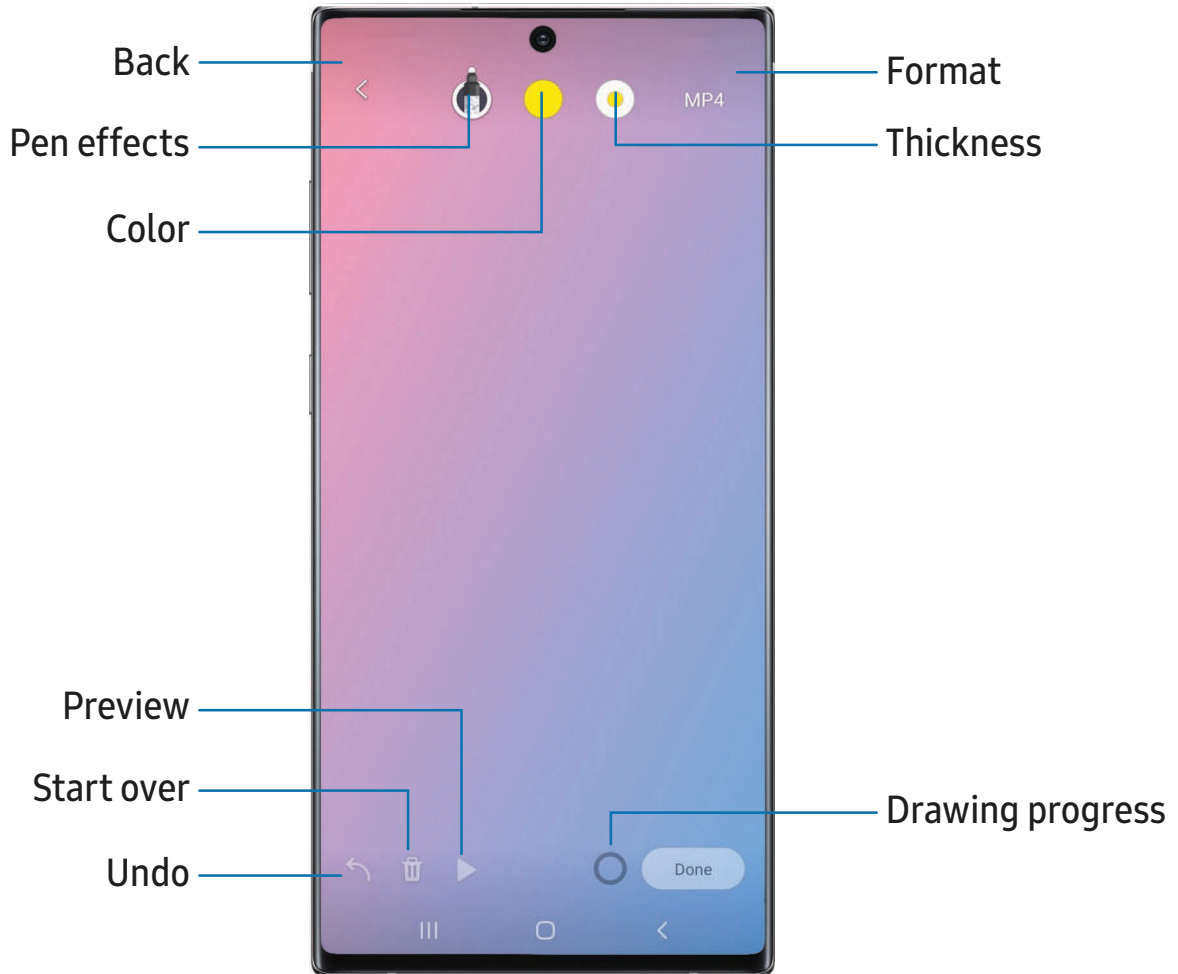 Back
Format
MP4
Pen effects
Thickness
Color
Preview
Start over
Drawing progress
Undo
Done